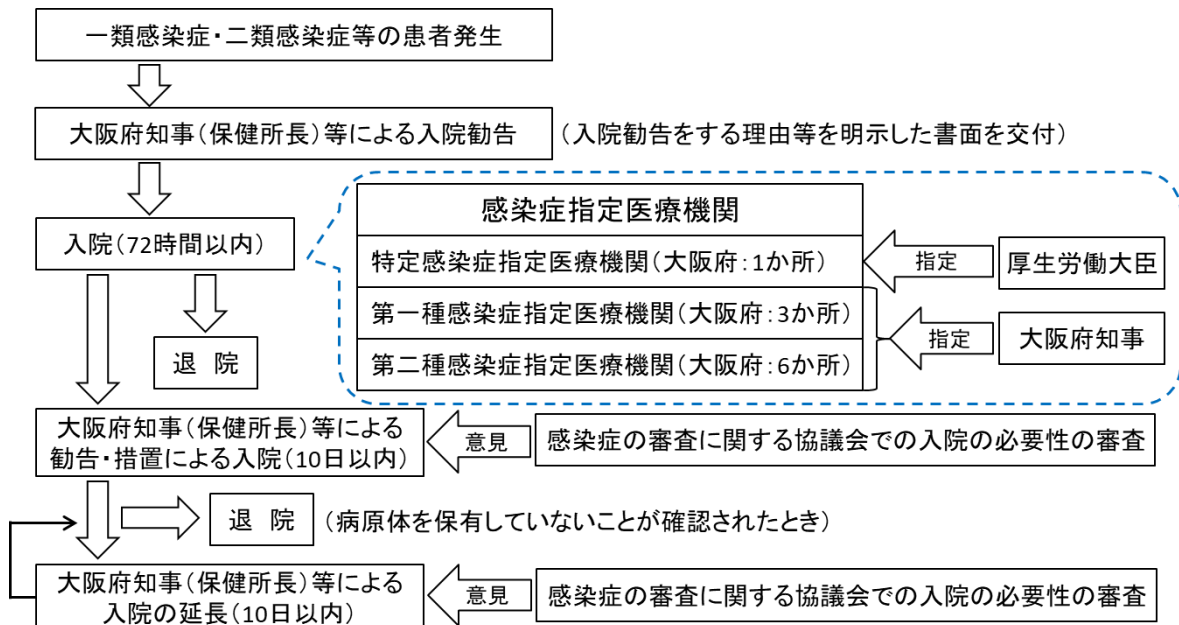 一類感染症・二類感染症等の患者発生
大阪府知事（保健所長）等による入院勧告
（入院勧告をする理由等を明示した書面を交付）
入院（72時間以内）
感染症指定医療機関
特定感染症指定医療機関（大阪府：1か所）
指定
厚生労働大臣
第一種感染症指定医療機関（大阪府：3か所）
第二種感染症指定医療機関（大阪府：6か所）
指定
大阪府知事
退 院
大阪府知事（保健所長）等による
勧告・措置による入院（10日以内）
意見
感染症の審査に関する協議会での入院の必要性の審査
退 院
（病原体を保有していないことが確認されたとき）
大阪府知事（保健所長）等による
入院の延長（10日以内）
意見
感染症の審査に関する協議会での入院の必要性の審査